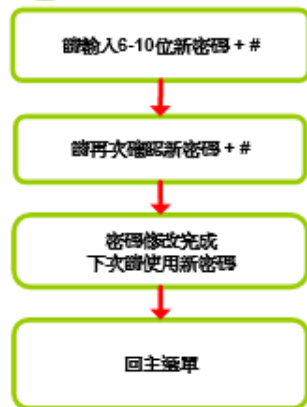 請輸入6-10位新密碼 + #
請再次確認新密碼 + #
密碼修改完成
下次請使用新密碼
回主選單